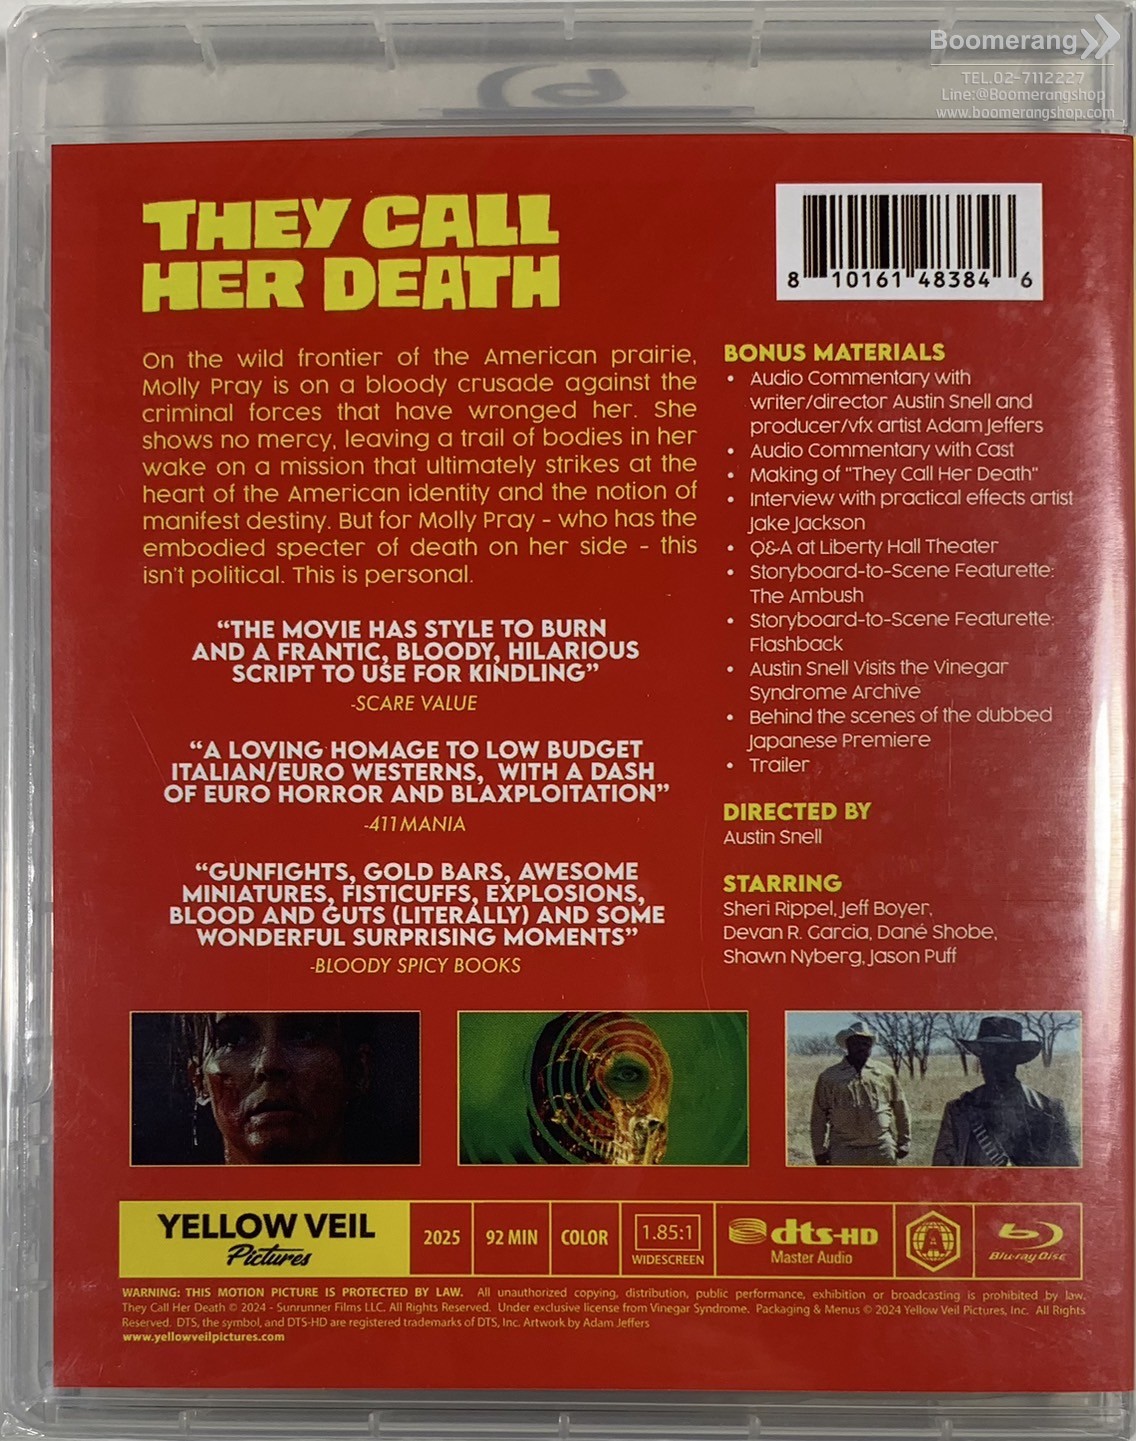 Boomerang
TEL.02-7112227
Line:@Boomerangshop
www.boomerangshop.com
THEY CALL
HER DEATH
8 10161 48384 6
On the wild frontier of the American prairie,
Molly Pray is on a bloody crusade against the
criminal forces that have wronged her. She
shows no mercy, leaving a trail of bodies in her
wake on a mission that ultimately strikes at the
heart of the American identity and the notion of
manifest destiny. But for Molly Pray - who has the
embodied specter of death on her side - this
isn't political. This is personal.
"THE MOVIE HAS STYLE TO BURN
AND A FRANTIC, BLOODY, HILARIOUS
SCRIPT TO USE FOR KINDLING"
-SCARE VALUE
"A LOVING HOMAGE TO LOW BUDGET
ITALIAN/EURO WESTERNS, WITH A DASH
OF EURO HORROR AND BLAXPLOITATION"
-411MANIA
"GUNFIGHTS, GOLD BARS, AWESOME
MINIATURES, FISTICUFFS, EXPLOSIONS,
BLOOD AND GUTS (LITERALLY) AND SOME
WONDERFUL SURPRISING MOMENTS"
-BLOODY SPICY BOOKS
BONUS MATERIALS
• Audio Commentary with
writer/director Austin Snell and
producer/vfx artist Adam Jeffers
• Audio Commentary with Cast
• Making of "They Call Her Death"
• Interview with practical effects artist
Jake Jackson
• Q&A at Liberty Hall Theater
• Storyboard-to-Scene Featurette:
The Ambush
• Storyboard-to-Scene Featurette:
Flashback
• Austin Snell Visits the Vinegar
Syndrome Archive
• Behind the scenes of the dubbed
Japanese Premiere
• Trailer
DIRECTED BY
Austin Snell
STARRING
Sheri Rippel, Jeff Boyer,
Devan R. Garcia, Dané Shobe,
Shawn Nyberg, Jason Puff
YELLOW VEIL
Pictures
2025
92 MIN
COLOR
1.85:1
WIDESCREEN
dts-HD
Master Audio
A
Blu-ray Disc
WARNING: THIS MOTION PICTURE IS PROTECTED BY LAW. All unauthorized copying, distribution, public performance, exhibition or broadcasting is prohibited by law.
They Call Her Death © 2024 - Sunrunner Films LLC. All Rights Reserved. Under exclusive license from Vinegar Syndrome. Packaging & Menus © 2024 Yellow Veil Pictures, Inc. All Rights
Reserved. DTS, the symbol, and DTS-HD are registered trademarks of DTS, Inc. Artwork by Adam Jeffers
www.yellowveilpictures.com